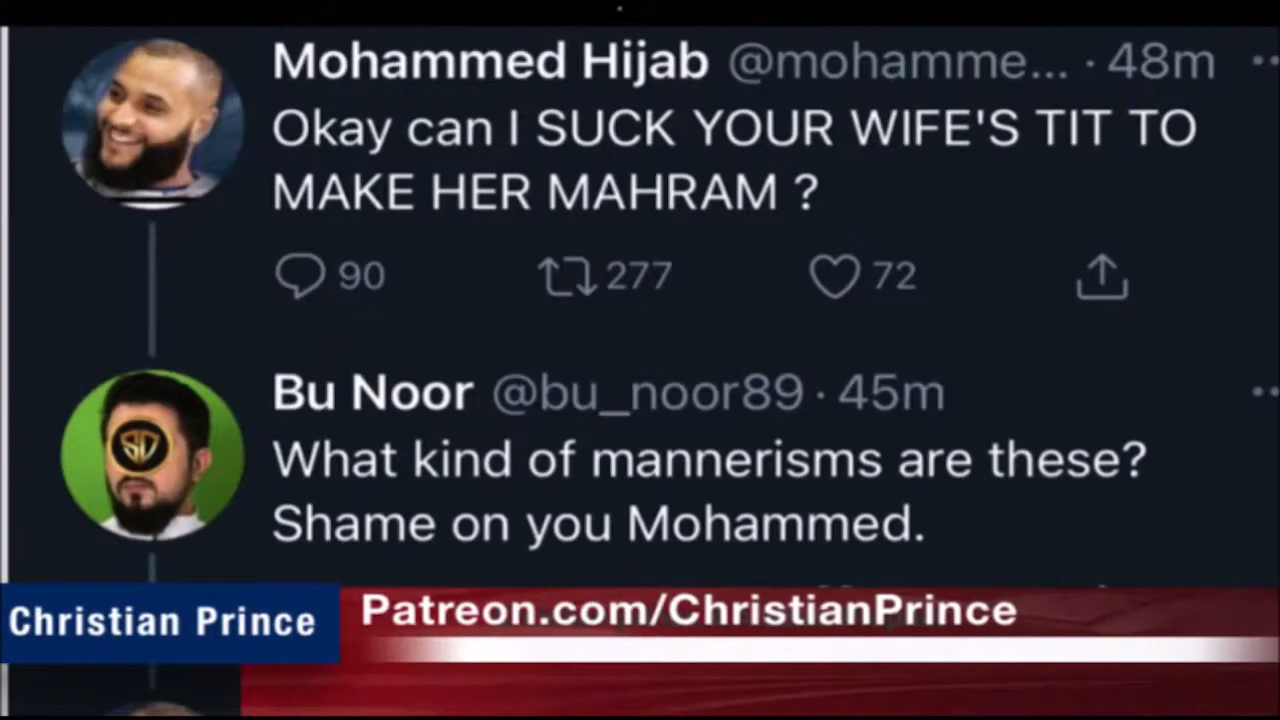 Mohammed Hijab @mohamme... · 48m
Okay can I SUCK YOUR WIFE'S TIT TO
MAKE HER MAHRAM ?
90 277 72
Bu Noor @bu_noor89 · 45m
What kind of mannerisms are these?
Shame on you Mohammed.
Christian Prince
Patreon.com/ChristianPrince